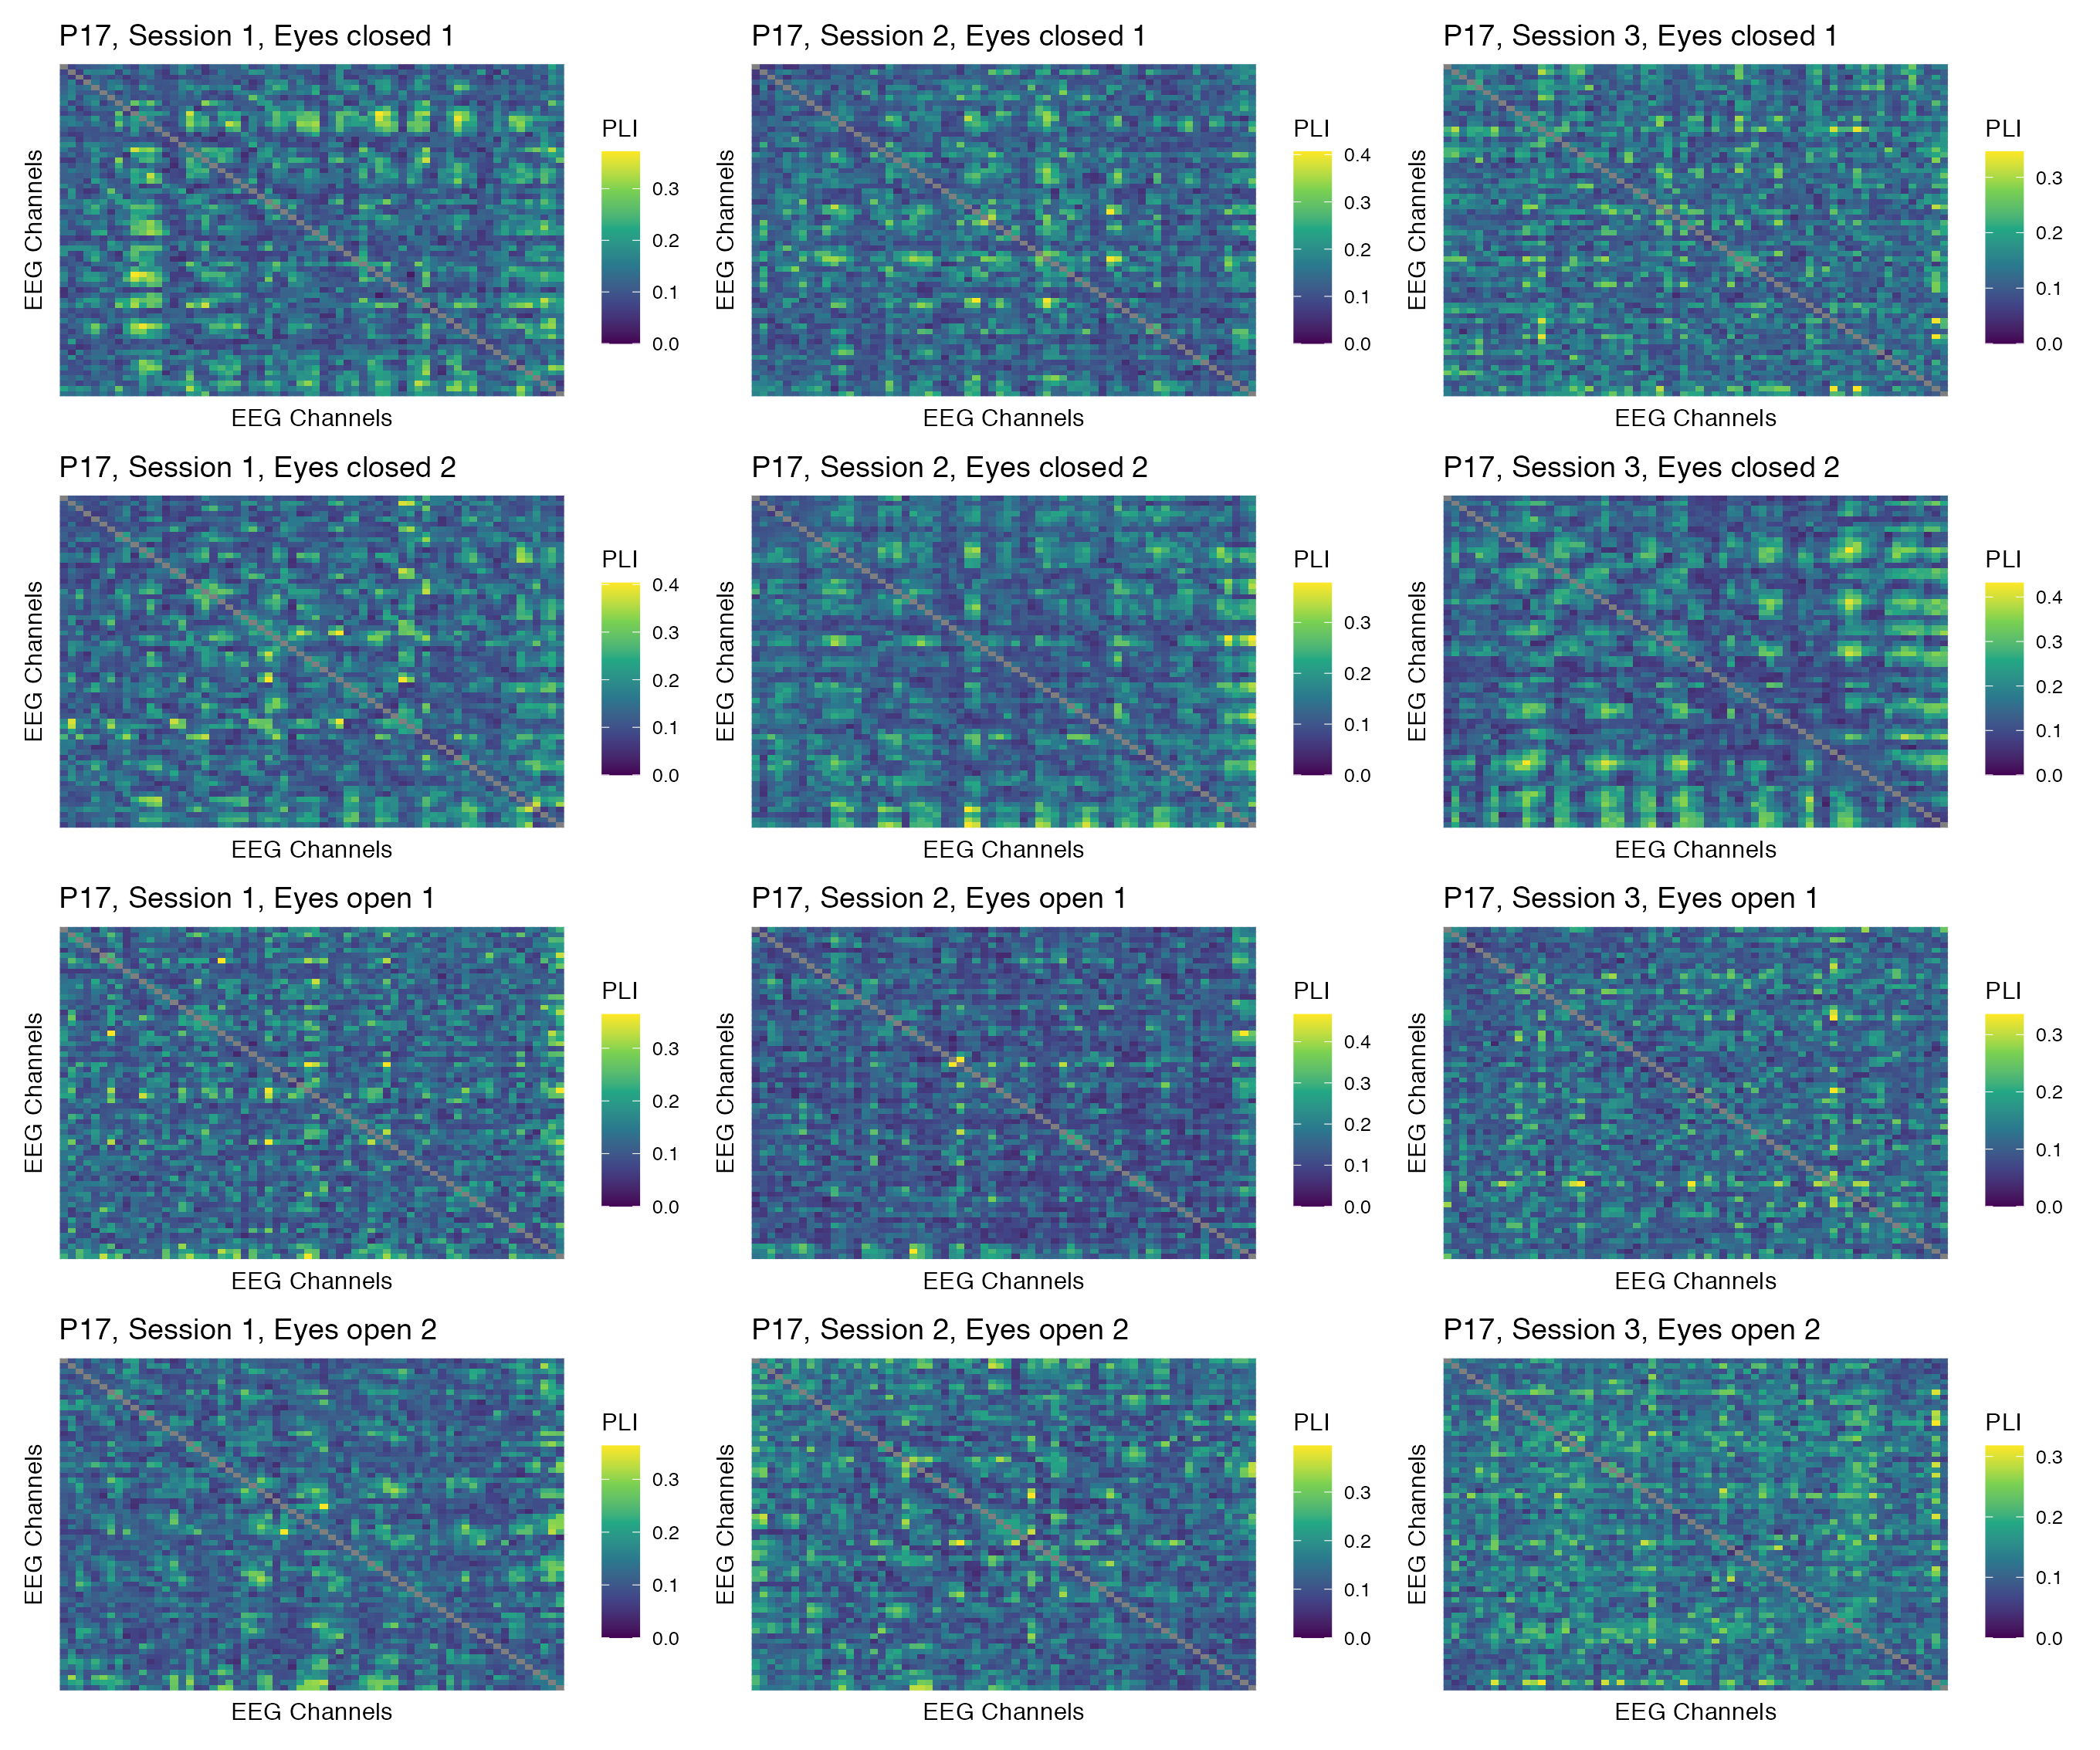 P17, Session 1, Eyes closed 1
P17, Session 2, Eyes closed 1
P17, Session 3, Eyes closed 1
EEG Channels
EEG Channels
PLI
0.3
0.2
0.1
0.0
EEG Channels
EEG Channels
PLI
0.4
0.3
0.2
0.1
0.0
EEG Channels
EEG Channels
PLI
0.3
0.2
0.1
0.0
P17, Session 1, Eyes closed 2
P17, Session 2, Eyes closed 2
P17, Session 3, Eyes closed 2
EEG Channels
EEG Channels
PLI
0.4
0.3
0.2
0.1
0.0
EEG Channels
EEG Channels
PLI
0.3
0.2
0.1
0.0
EEG Channels
EEG Channels
PLI
0.4
0.3
0.2
0.1
0.0
P17, Session 1, Eyes open 1
P17, Session 2, Eyes open 1
P17, Session 3, Eyes open 1
EEG Channels
EEG Channels
PLI
0.3
0.2
0.1
0.0
EEG Channels
EEG Channels
PLI
0.4
0.3
0.2
0.1
0.0
EEG Channels
EEG Channels
PLI
0.3
0.2
0.1
0.0
P17, Session 1, Eyes open 2
P17, Session 2, Eyes open 2
P17, Session 3, Eyes open 2
EEG Channels
EEG Channels
PLI
0.3
0.2
0.1
0.0
EEG Channels
EEG Channels
PLI
0.3
0.2
0.1
0.0
EEG Channels
EEG Channels
PLI
0.3
0.2
0.1
0.0